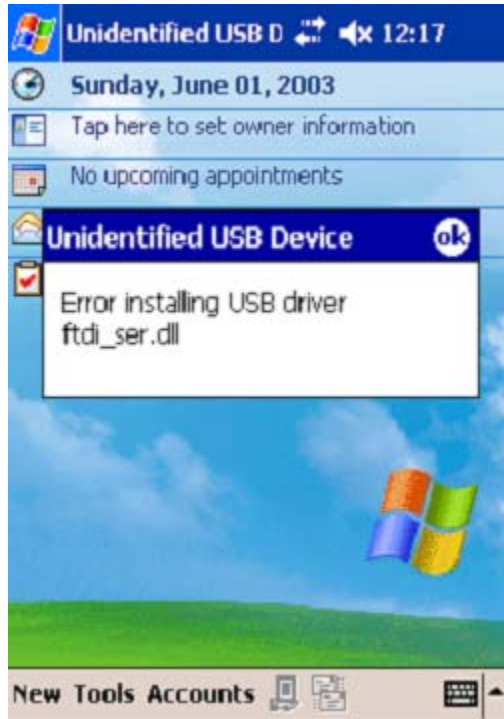 Unidentified USB D 12:17
Sunday, June 01, 2003
Tap here to set owner information
No upcoming appointments
Unidentified USB Device ok
Error installing USB driver
ftdi_ser.dll
New Tools Accounts